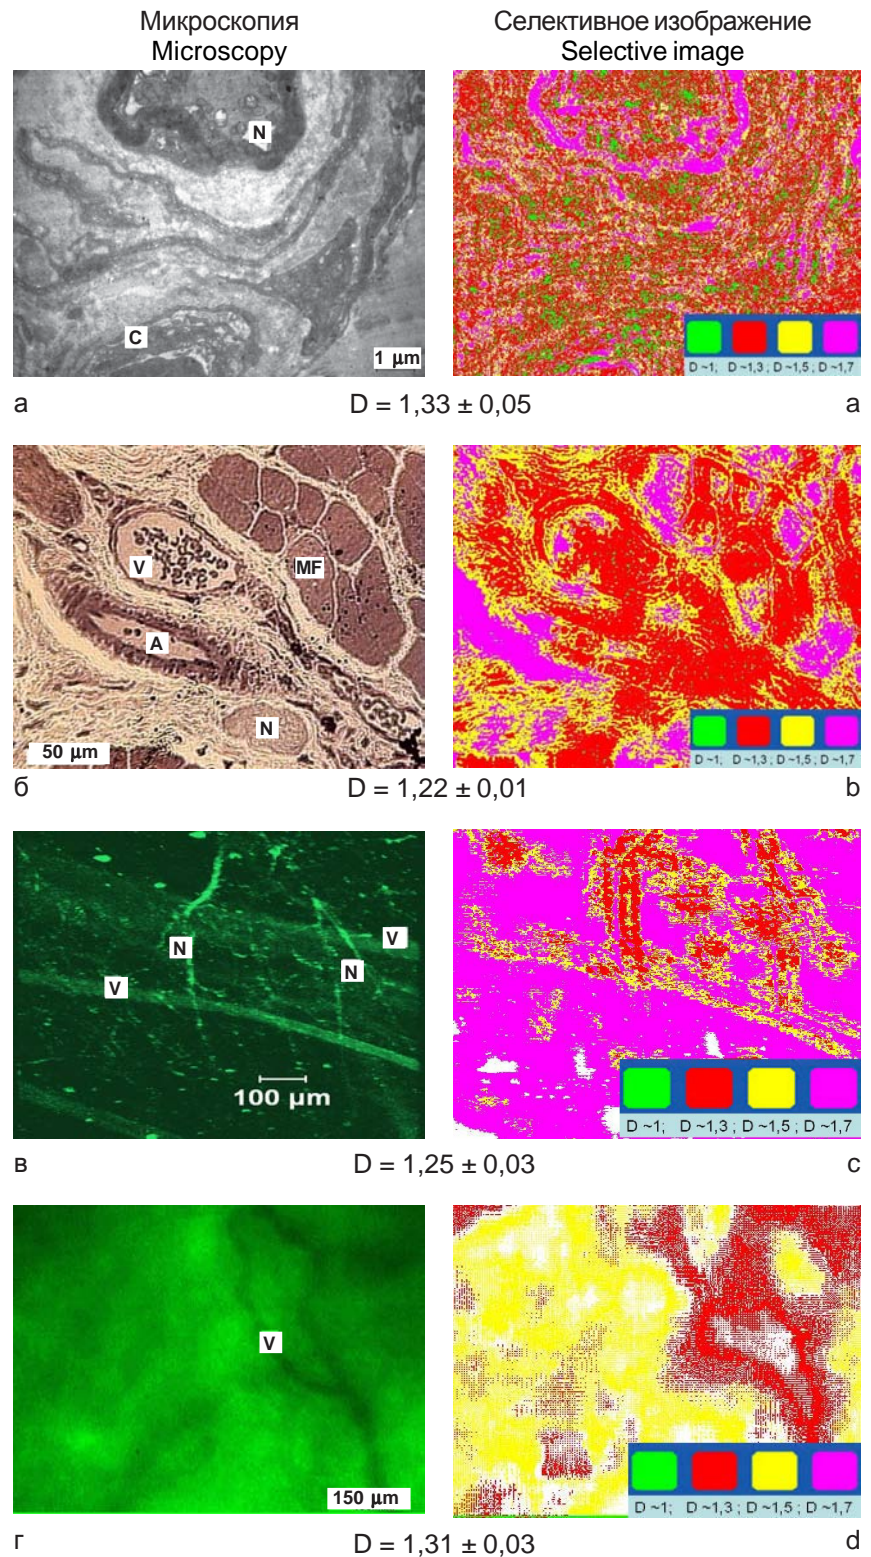 Микроскопия
Microscopy
Селективное изображение
Selective image
N
C
1 μm
D ~1; D ~1,3 ; D ~1,5 ; D ~1,7
а
D = 1,33 ± 0,05
a
V
MF
A
N
50 μm
D ~1; D ~1,3 ; D ~1,5 ; D ~1,7
б
D = 1,22 ± 0,01
b
V
N
N
V
100 μm
D ~1; D ~1,3 ; D ~1,5 ; D ~1,7
в
D = 1,25 ± 0,03
c
V
150 μm
D ~1; D ~1,3 ; D ~1,5 ; D ~1,7
г
D = 1,31 ± 0,03
d